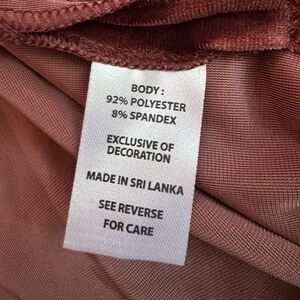 BODY :
92% POLYESTER
8% SPANDEX
EXCLUSIVE OF
DECORATION
MADE IN SRI LANKA
SEE REVERSE
FOR CARE